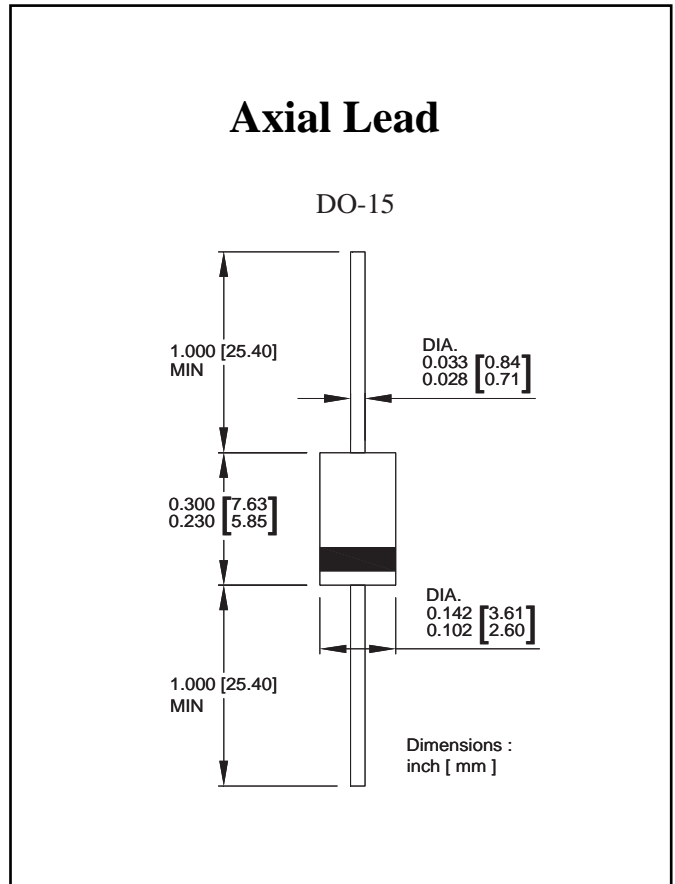 Axial Lead
DO-15
1.000 [25.40]
MIN
DIA.
0.033 [0.84]
0.028 [0.71]
0.300 [7.63]
0.230 [5.85]
DIA.
0.142 [3.61]
0.102 [2.60]
1.000 [25.40]
MIN
Dimensions :
inch [ mm ]